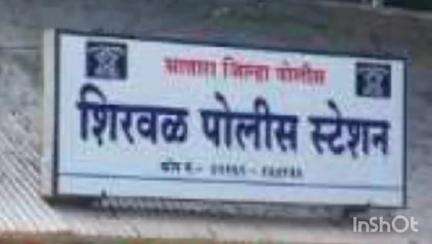 सातारा जिल्हा पोलीस
शिरवळ पोलीस स्टेशन
फोन नं.-
InShOt